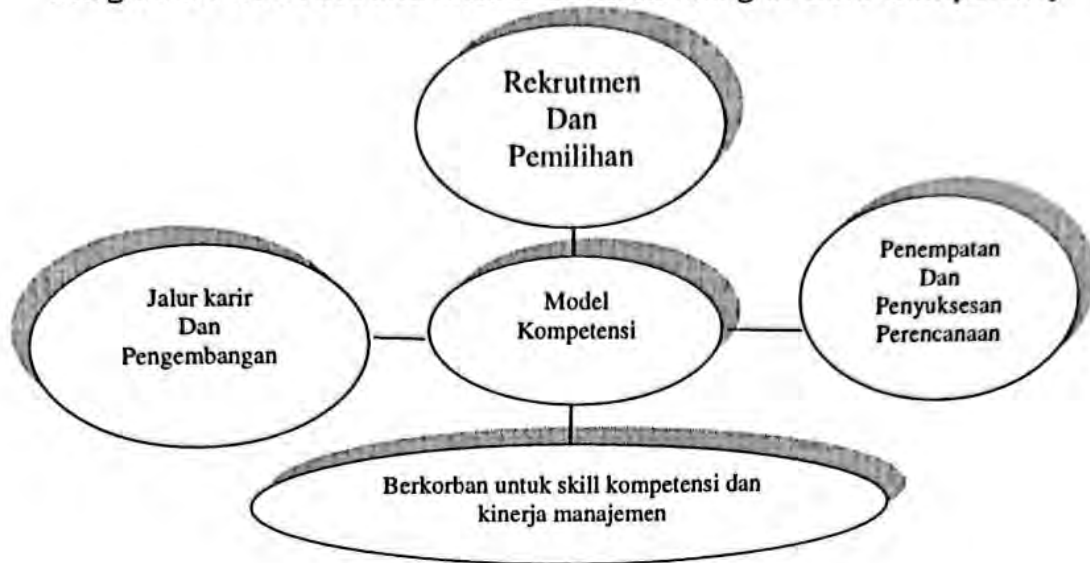 Rekrutmen
Dan
Pemilihan
Jalur karir
Dan
Pengembangan
Model
Kompetensi
Penempatan
Dan
Penyuksesan
Perencanaan
Berkorban untuk skill kompetensi dan
kinerja manajemen